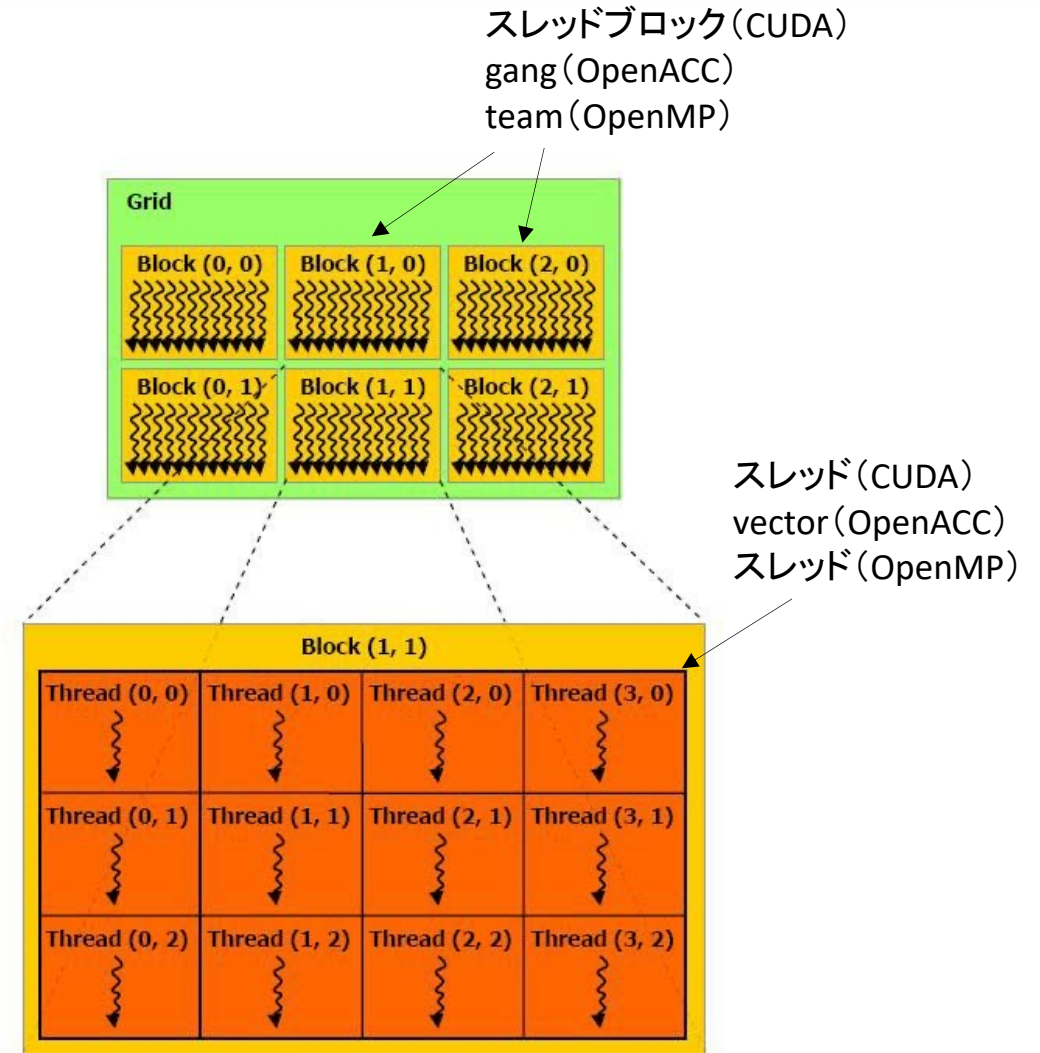 スレッドブロック（CUDA）
gang（OpenACC）
team（OpenMP）
Grid
Block (0, 0) Block (1, 0) Block (2, 0)
Block (0, 1) Block (1, 1) Block (2, 1)
スレッド（CUDA）
vector（OpenACC）
スレッド（OpenMP）
Block (1, 1)
Thread (0, 0) Thread (1, 0) Thread (2, 0) Thread (3, 0)
Thread (0, 1) Thread (1, 1) Thread (2, 1) Thread (3, 1)
Thread (0, 2) Thread (1, 2) Thread (2, 2) Thread (3, 2)